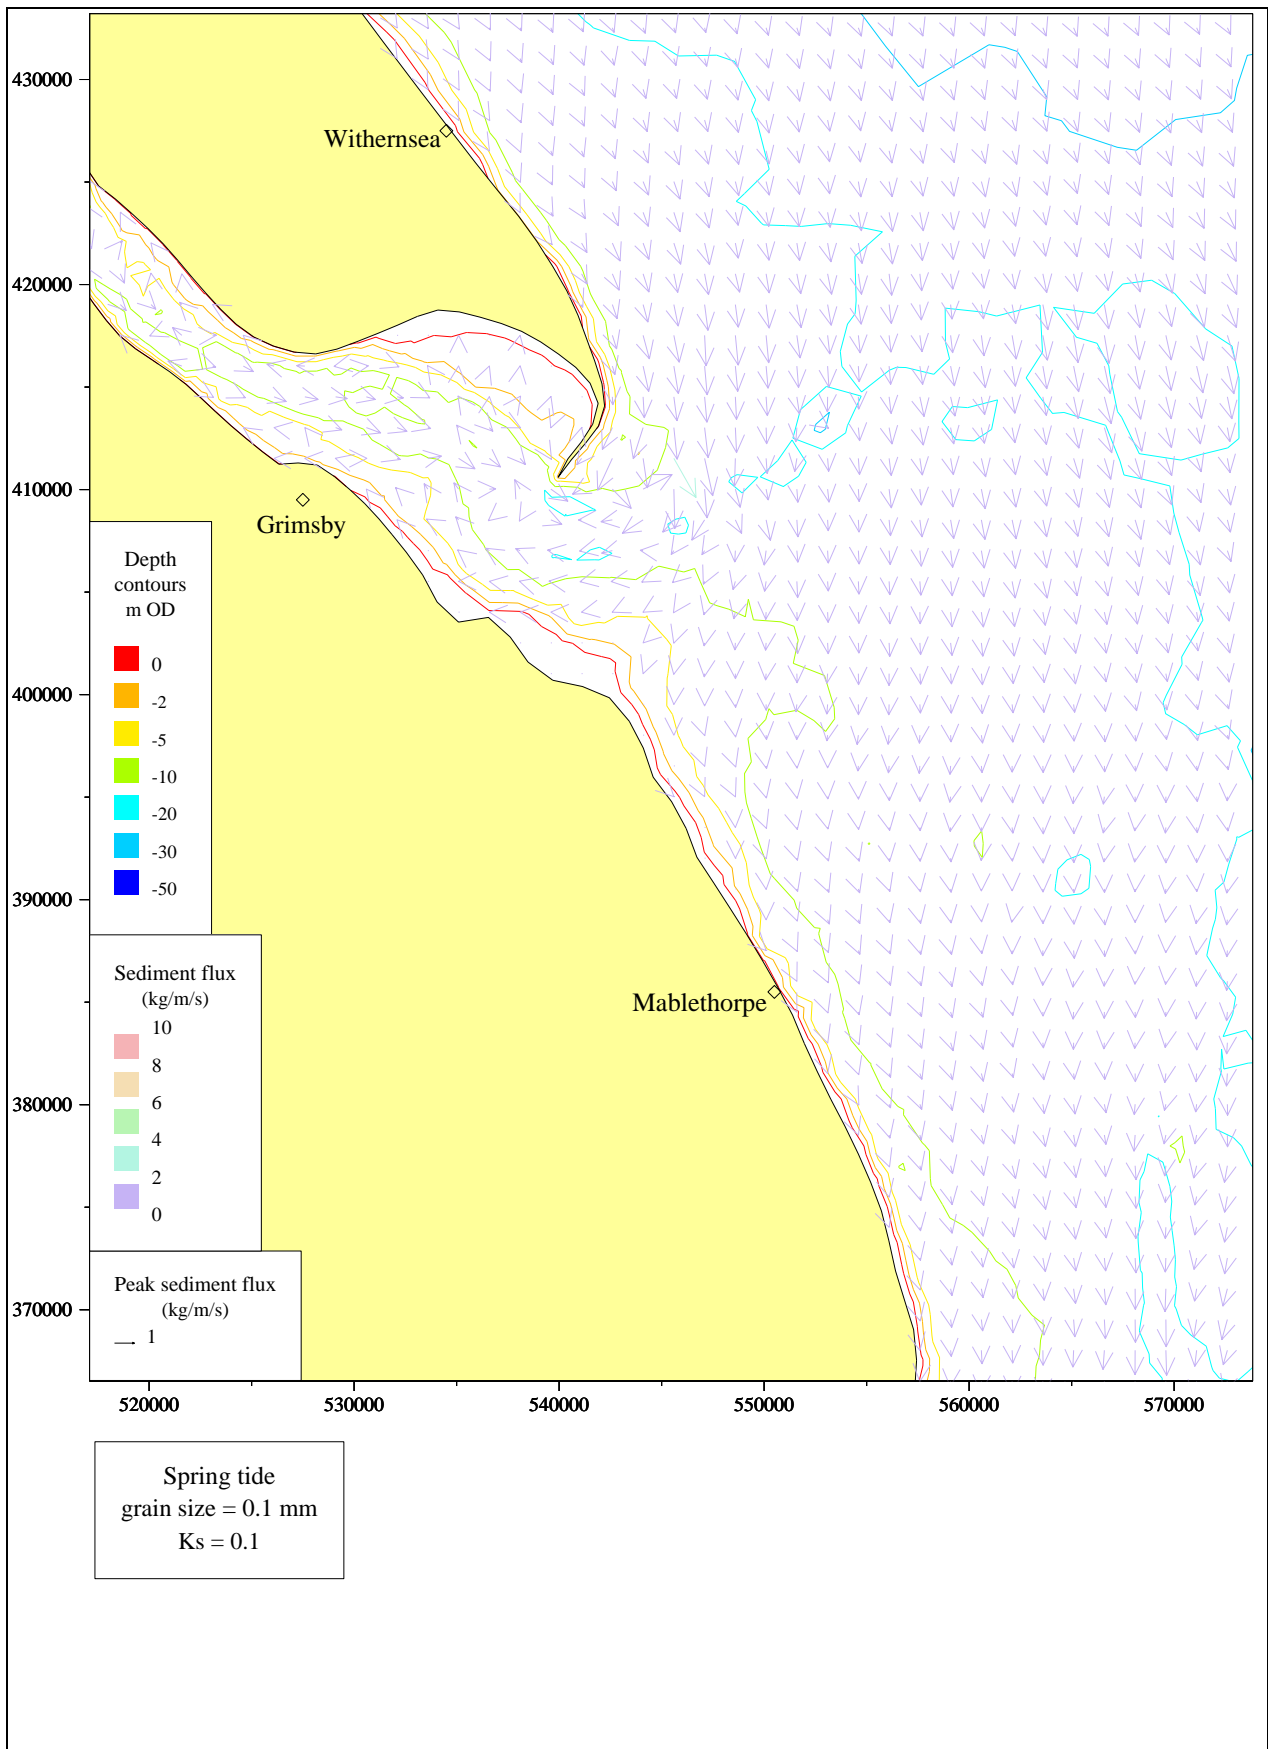 430000
Withernsea
420000
410000
Grimsby
Depth
contours
m OD
0
-2
-5
-10
-20
-30
-50
400000
390000
Sediment flux
(kg/m/s)
10
8
6
4
2
0
Mablethorpe
380000
Peak sediment flux
(kg/m/s)
1
370000
520000 530000 540000 550000 560000 570000
Spring tide
grain size = 0.1 mm
Ks = 0.1